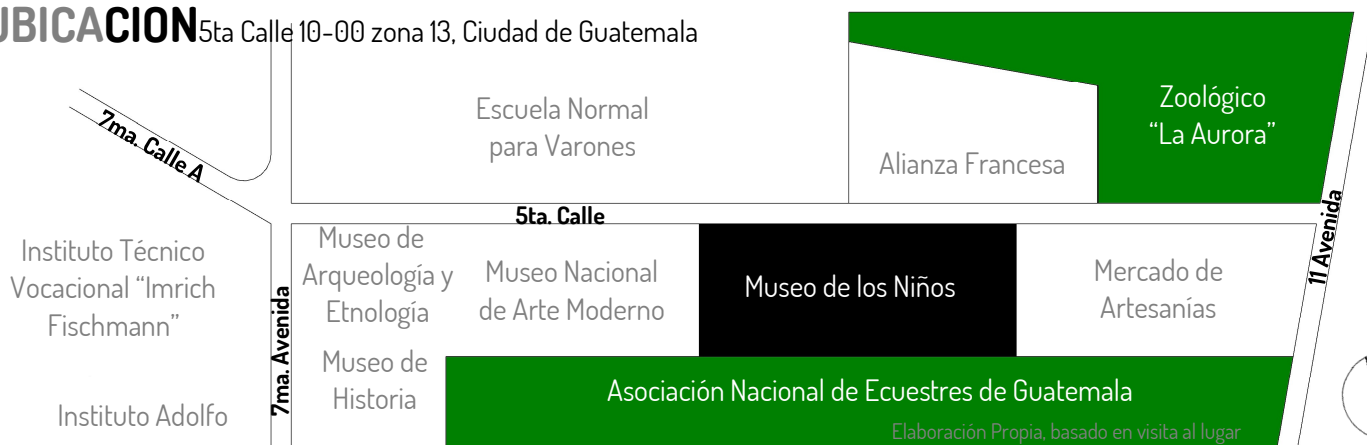 UBICACION 5ta Calle 10-00 zona 13, Ciudad de Guatemala
Escuela Normal
para Varones
Alianza Francesa
Zoológico
“La Aurora”
7ma. Calle A
5ta. Calle
11 Avenida
7ma. Avenida
Instituto Técnico
Vocacional “Imrich
Fischmann”
Museo de
Arqueología y
Etnología
Museo Nacional
de Arte Moderno
Museo de los Niños
Mercado de
Artesanías
Museo de
Historia
Instituto Adolfo
Asociación Nacional de Ecuestres de Guatemala
Elaboración Propia, basado en visita al lugar